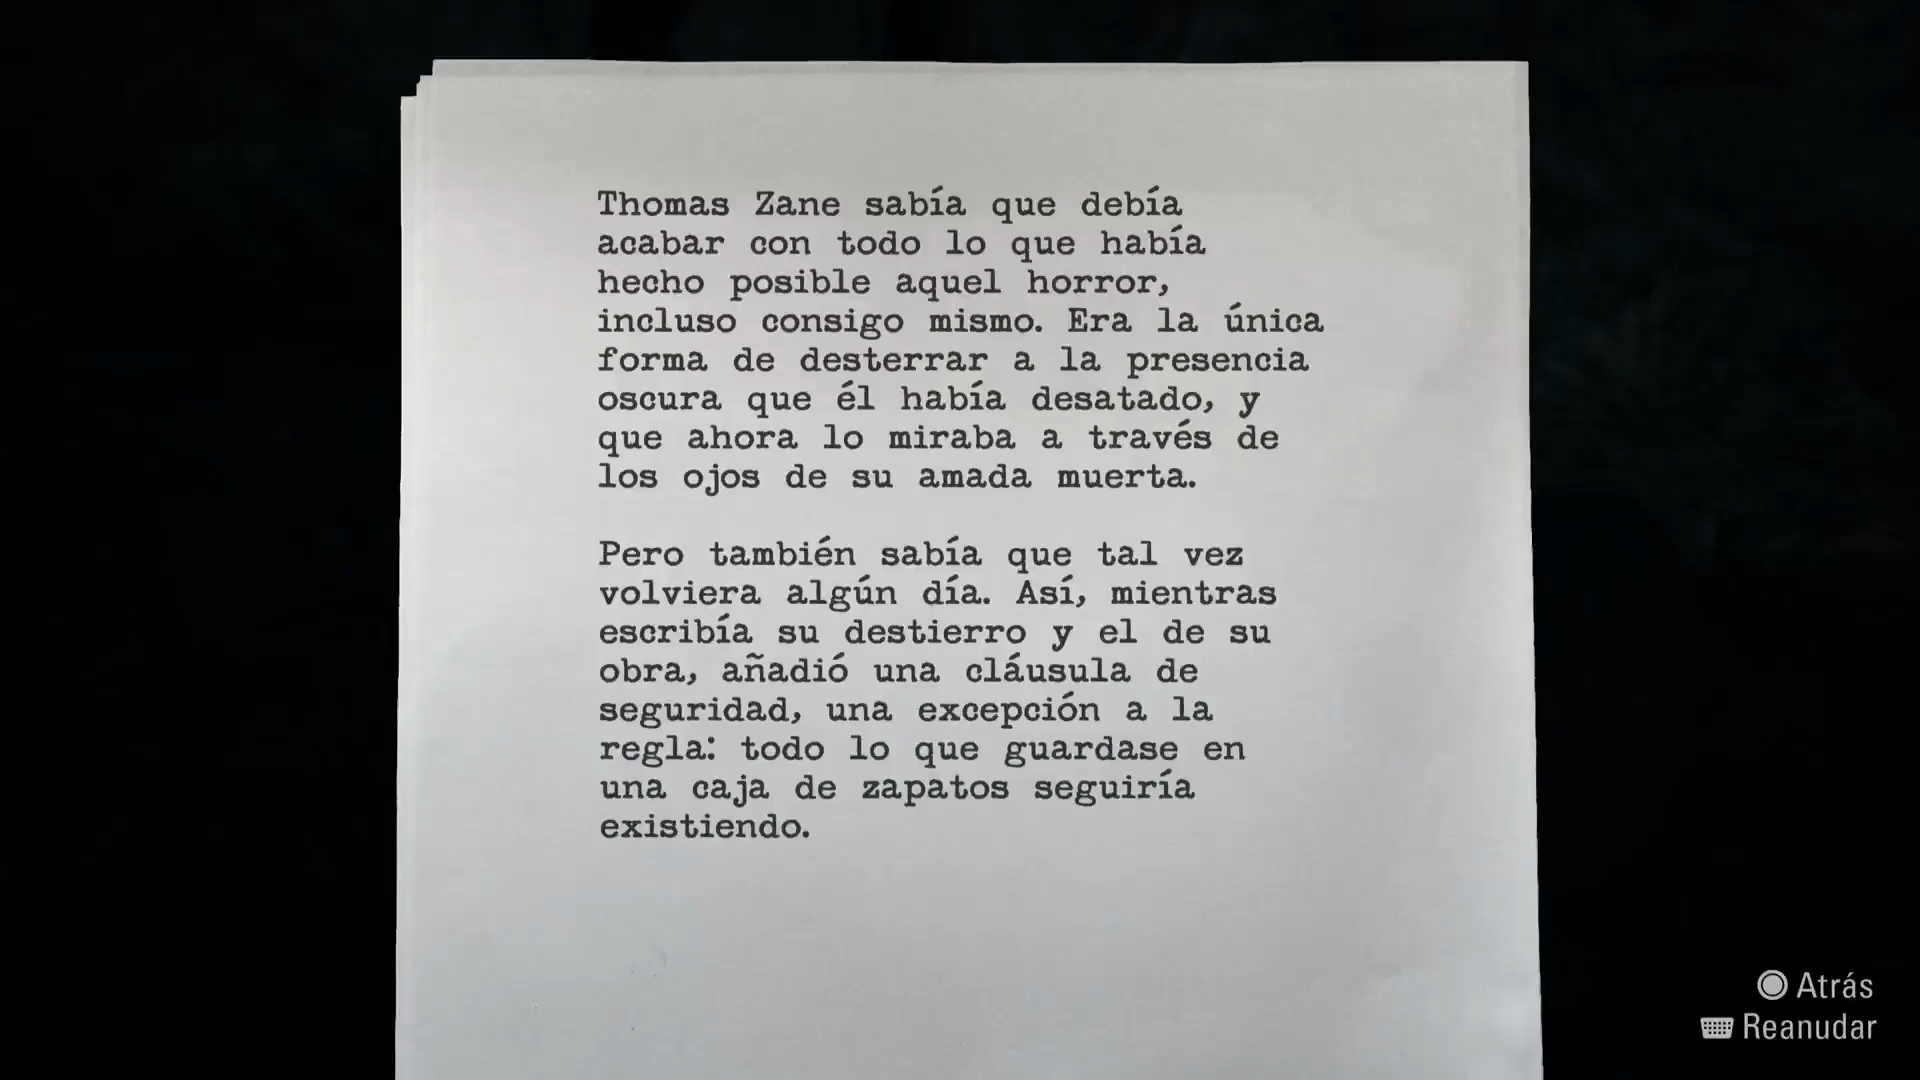 Thomas Zane sabía que debía
acabar con todo lo que había
hecho posible aquel horror,
incluso consigo mismo. Era la única
forma de desterrar a la presencia
oscura que él había desatado, y
que ahora lo miraba a través de
los ojos de su amada muerta.
Pero también sabía que tal vez
volviera algún día. Así, mientras
escribía su destierro y el de su
obra, añadió una cláusula de
seguridad, una excepción a la
regla: todo lo que guardase en
una caja de zapatos seguiría
existiendo.
Atrás
Reanudar